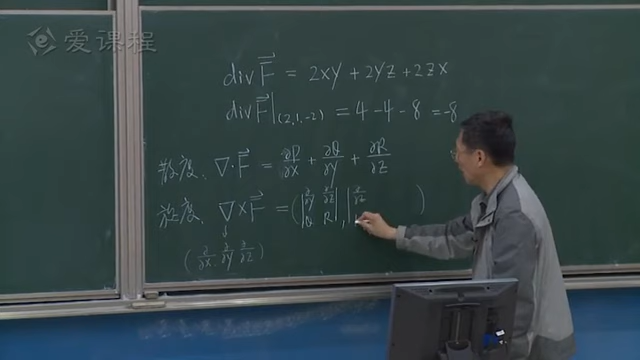 爱课程
div F⃗ = 2xy + 2yz + 2zx
div F⃗|(2,1,-2) = 4 - 4 - 8 = -8
散度、∇·F⃗ = ∂P/∂x + ∂Q/∂y + ∂R/∂z
旋度、∇×F⃗ = (|∂/∂y ∂/∂z; Q R|, |∂/∂z )
(∂/∂x, ∂/∂y, ∂/∂z)